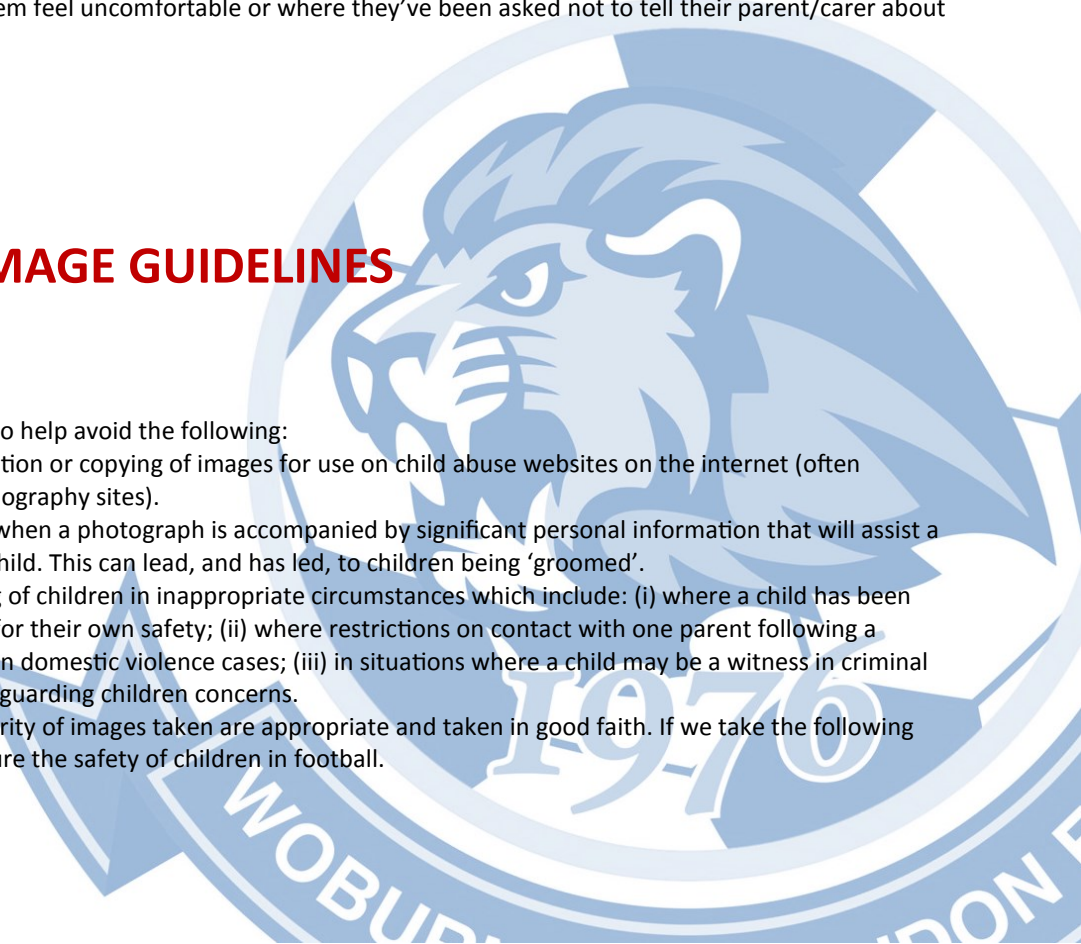 em feel uncomfortable or where they’ve been asked not to tell their parent/carer about
MAGE GUIDELINES
o help avoid the following:
tion or copying of images for use on child abuse websites on the internet (often
ography sites).
when a photograph is accompanied by significant personal information that will assist a
hild. This can lead, and has led, to children being ‘groomed’.
g of children in inappropriate circumstances which include: (i) where a child has been
for their own safety; (ii) where restrictions on contact with one parent following a
n domestic violence cases; (iii) in situations where a child may be a witness in criminal
guarding children concerns.
rity of images taken are appropriate and taken in good faith. If we take the following
ure the safety of children in football.
1976
WOBUR
DON